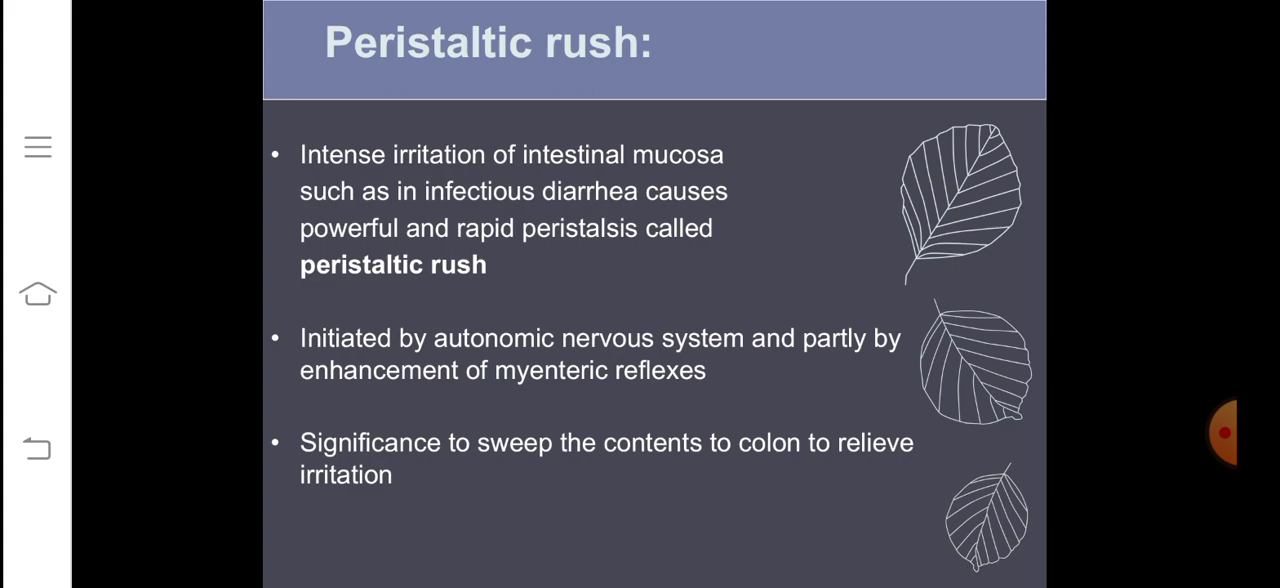 Peristaltic rush:
• Intense irritation of intestinal mucosa
such as in infectious diarrhea causes
powerful and rapid peristalsis called
peristaltic rush
• Initiated by autonomic nervous system and partly by
enhancement of myenteric reflexes
• Significance to sweep the contents to colon to relieve
irritation